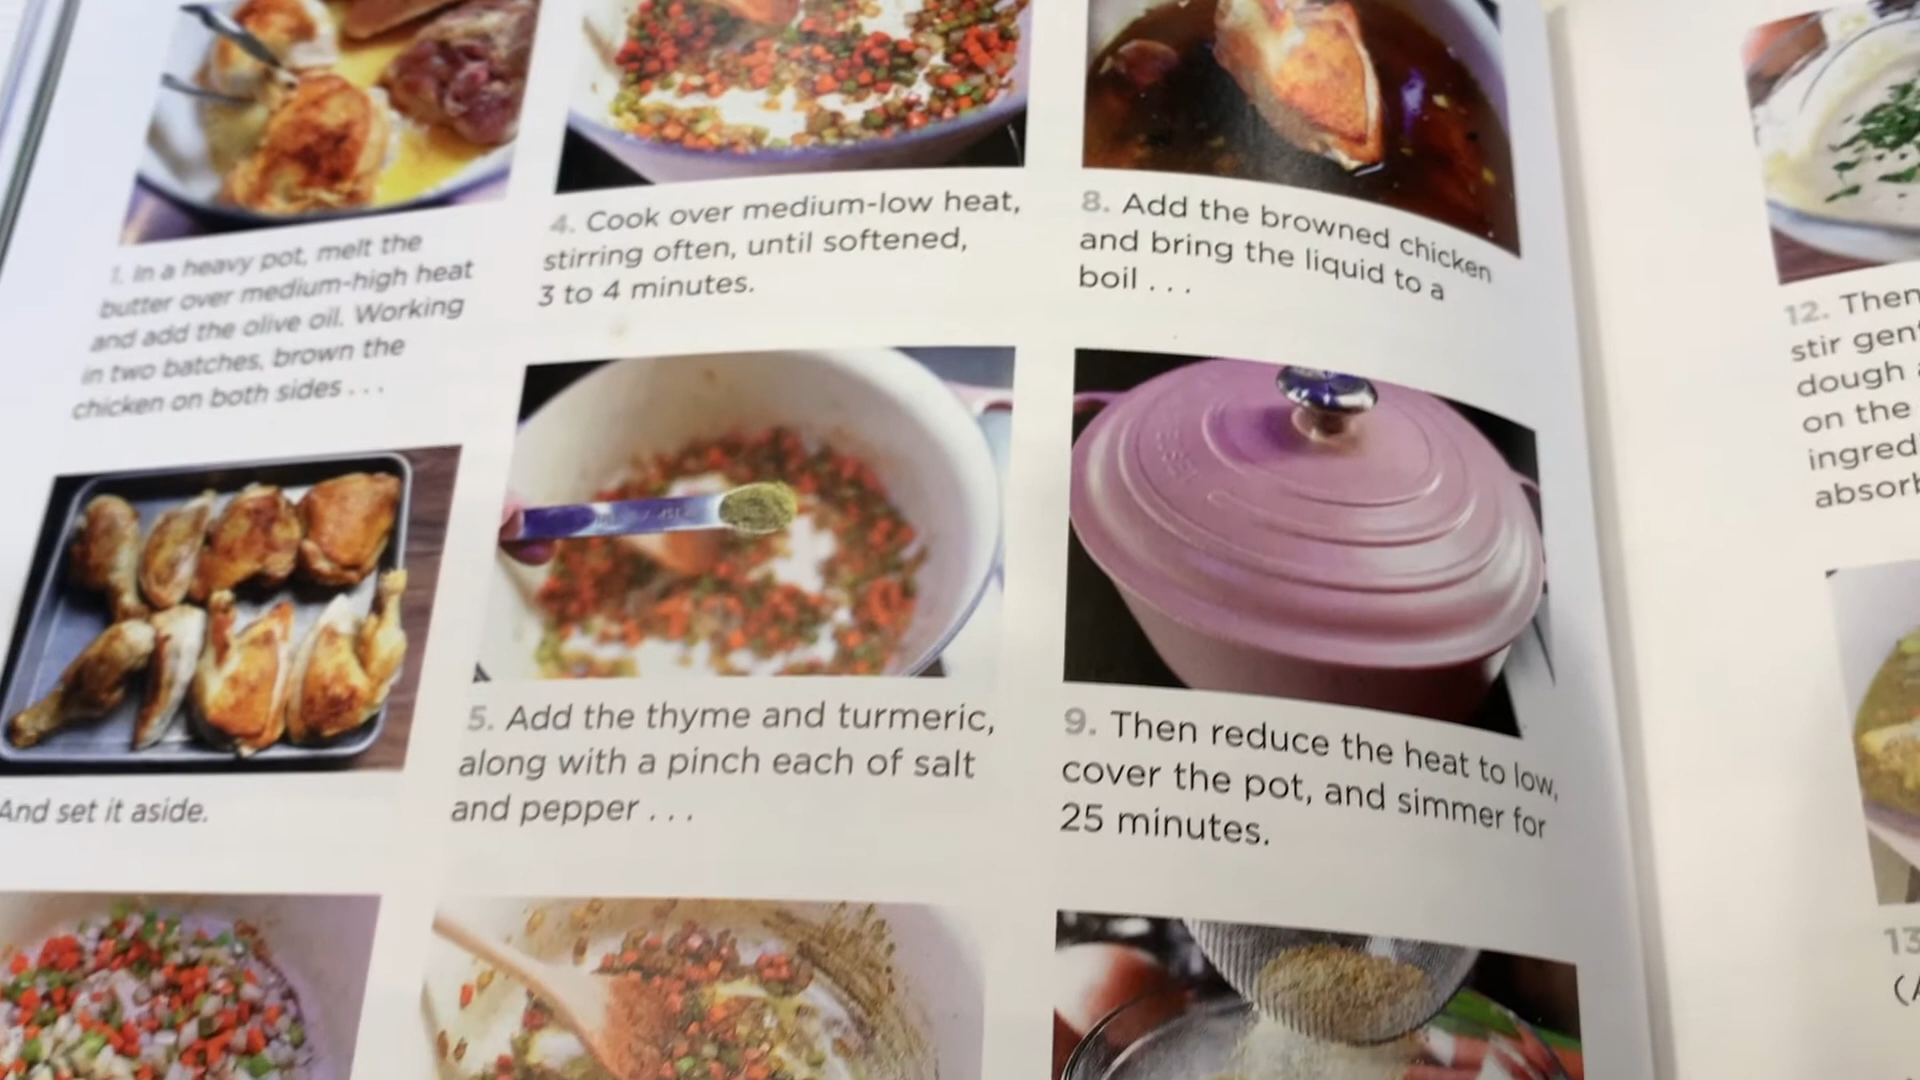 1. In a heavy pot, melt the
butter over medium-high heat
and add the olive oil. Working
in two batches, brown the
chicken on both sides . . .
And set it aside.
4. Cook over medium-low heat,
stirring often, until softened,
3 to 4 minutes.
5. Add the thyme and turmeric,
along with a pinch each of salt
and pepper . . .
8. Add the browned chicken
and bring the liquid to a
boil . . .
9. Then reduce the heat to low,
cover the pot, and simmer for
25 minutes.
12. Then
stir
dough
on the
13